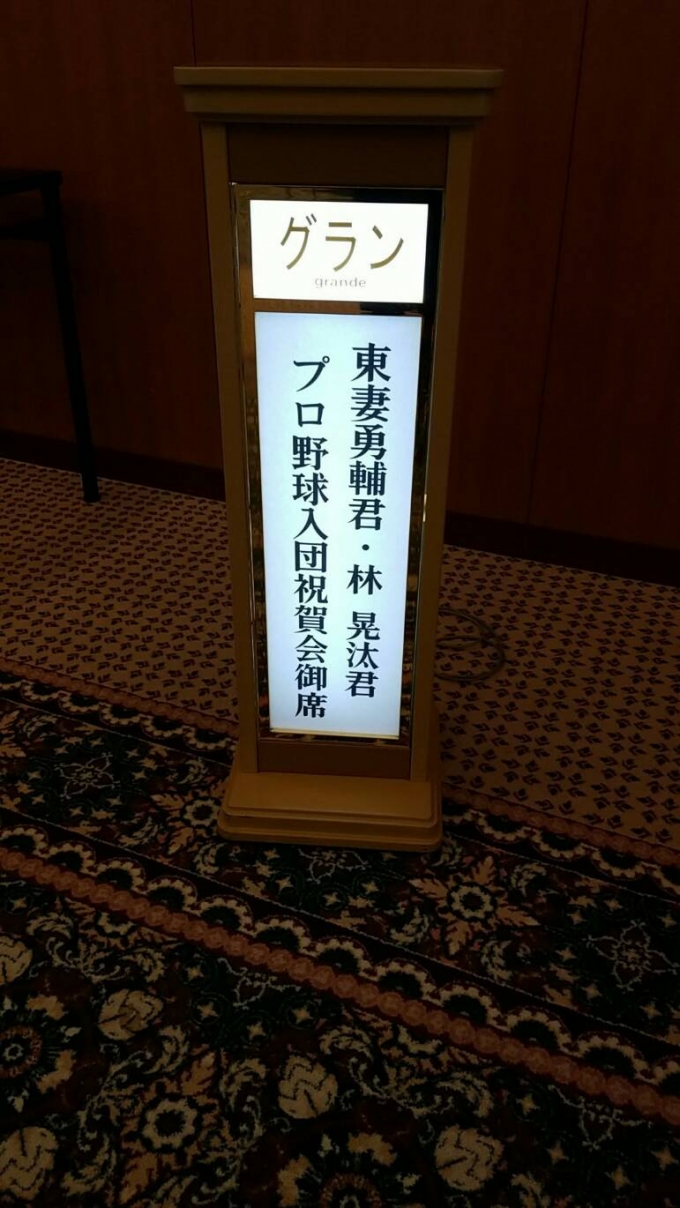 グラン
grande
東妻勇輔君・林 晃汰君
プロ野球入団祝賀会御席